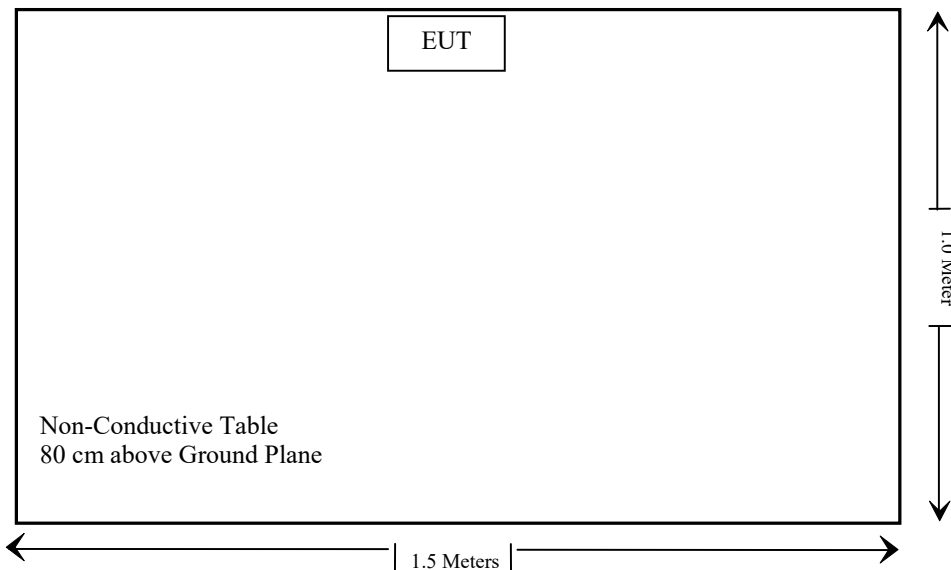 EUT
1.0 Meter
Non-Conductive Table
80 cm above Ground Plane
1.5 Meters